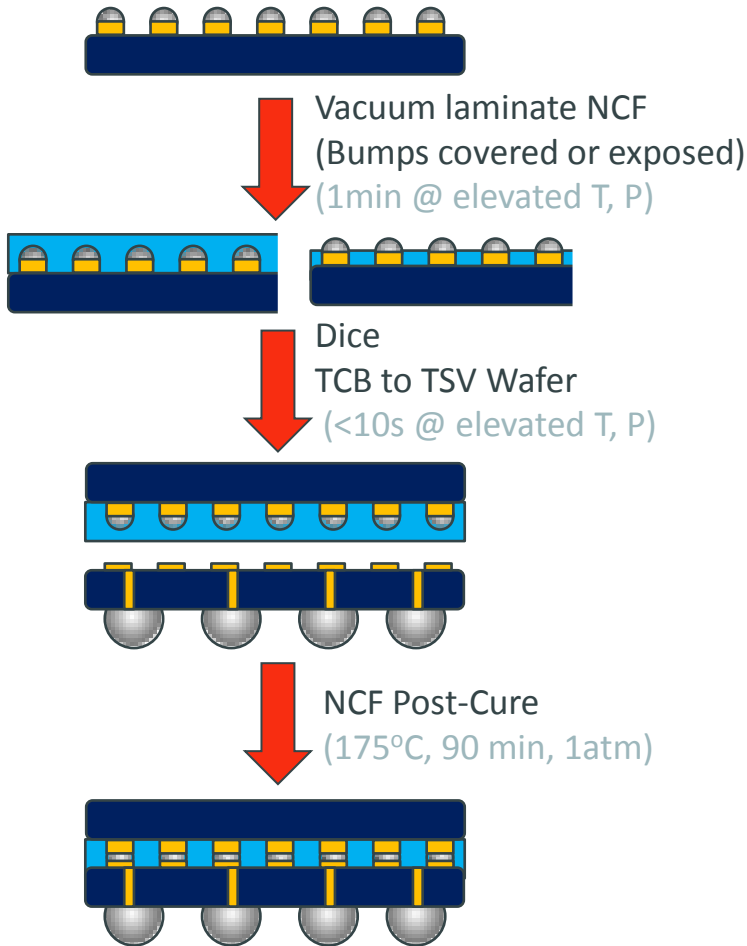 Vacuum laminate NCF
(Bumps covered or exposed)
(1min @ elevated T, P)
Dice
TCB to TSV Wafer
(<10s @ elevated T, P)
NCF Post-Cure
(175°C, 90 min, 1atm)